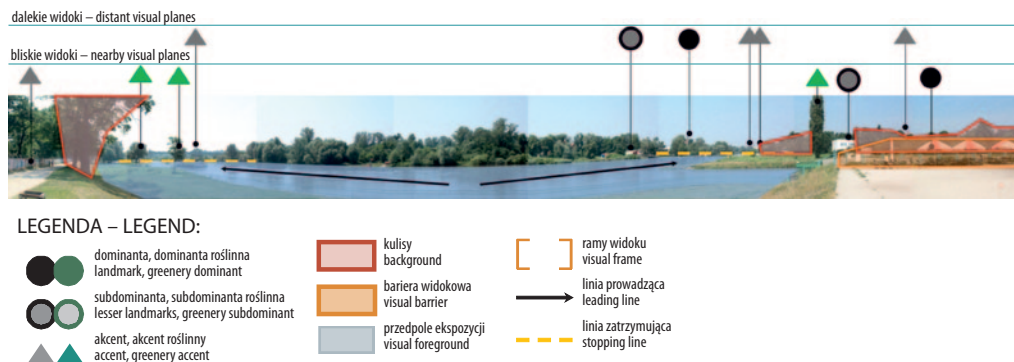 dalekie widoki – distant visual planes
bliskie widoki – nearby visual planes
LEGENDA – LEGEND:
dominanta, dominanta roślinna
landmark, greenery dominant
subdominanta, subdominanta roślinna
lesser landmarks, greenery subdominant
akcent, akcent roślinny
accent, greenery accent
kulisy
background
bariera widokowa
visual barrier
przedpole ekspozycji
visual foreground
ramy widoku
visual frame
linia prowadząca
leading line
linia zatrzymująca
stopping line